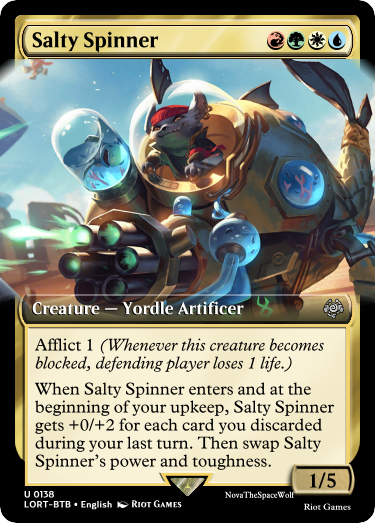 Salty Spinner
Creature — Yordle Artificer
Afflict 1 (Whenever this creature becomes
blocked, defending player loses 1 life.)
When Salty Spinner enters and at the
beginning of your upkeep, Salty Spinner
gets +0/+2 for each card you discarded
during your last turn. Then swap Salty
Spinner's power and toughness.
1/5
U 0138
LORT-BTB • English Riot Games
NovaTheSpaceWolf
Riot Games